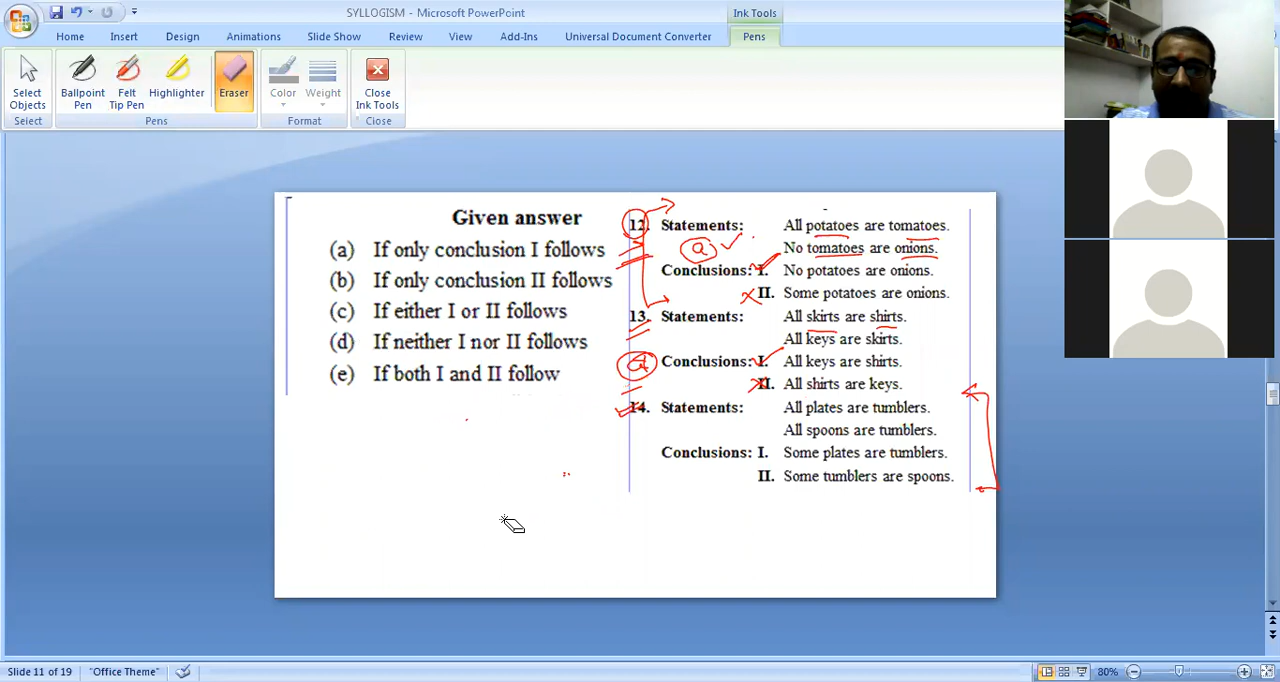 SYLLOGISM - Microsoft PowerPoint
Ink Tools
Home Insert Design Animations Slide Show Review View Add-Ins Universal Document Converter Pens
Select Objects
Ballpoint Pen
Felt Tip Pen
Highlighter
Eraser
Color
Weight
Close Ink Tools
Select
Pens
Format
Close
Given answer
(a) If only conclusion I follows
(b) If only conclusion II follows
(c) If either I or II follows
(d) If neither I nor II follows
(e) If both I and II follow
12. Statements: All potatoes are tomatoes.
a No tomatoes are onions.
Conclusions: I. No potatoes are onions.
II. Some potatoes are onions.
13. Statements: All skirts are shirts.
All keys are skirts.
Conclusions: I. All keys are shirts.
II. All shirts are keys.
14. Statements: All plates are tumblers.
All spoons are tumblers.
Conclusions: I. Some plates are tumblers.
II. Some tumblers are spoons.
Slide 11 of 19 "Office Theme" 80%